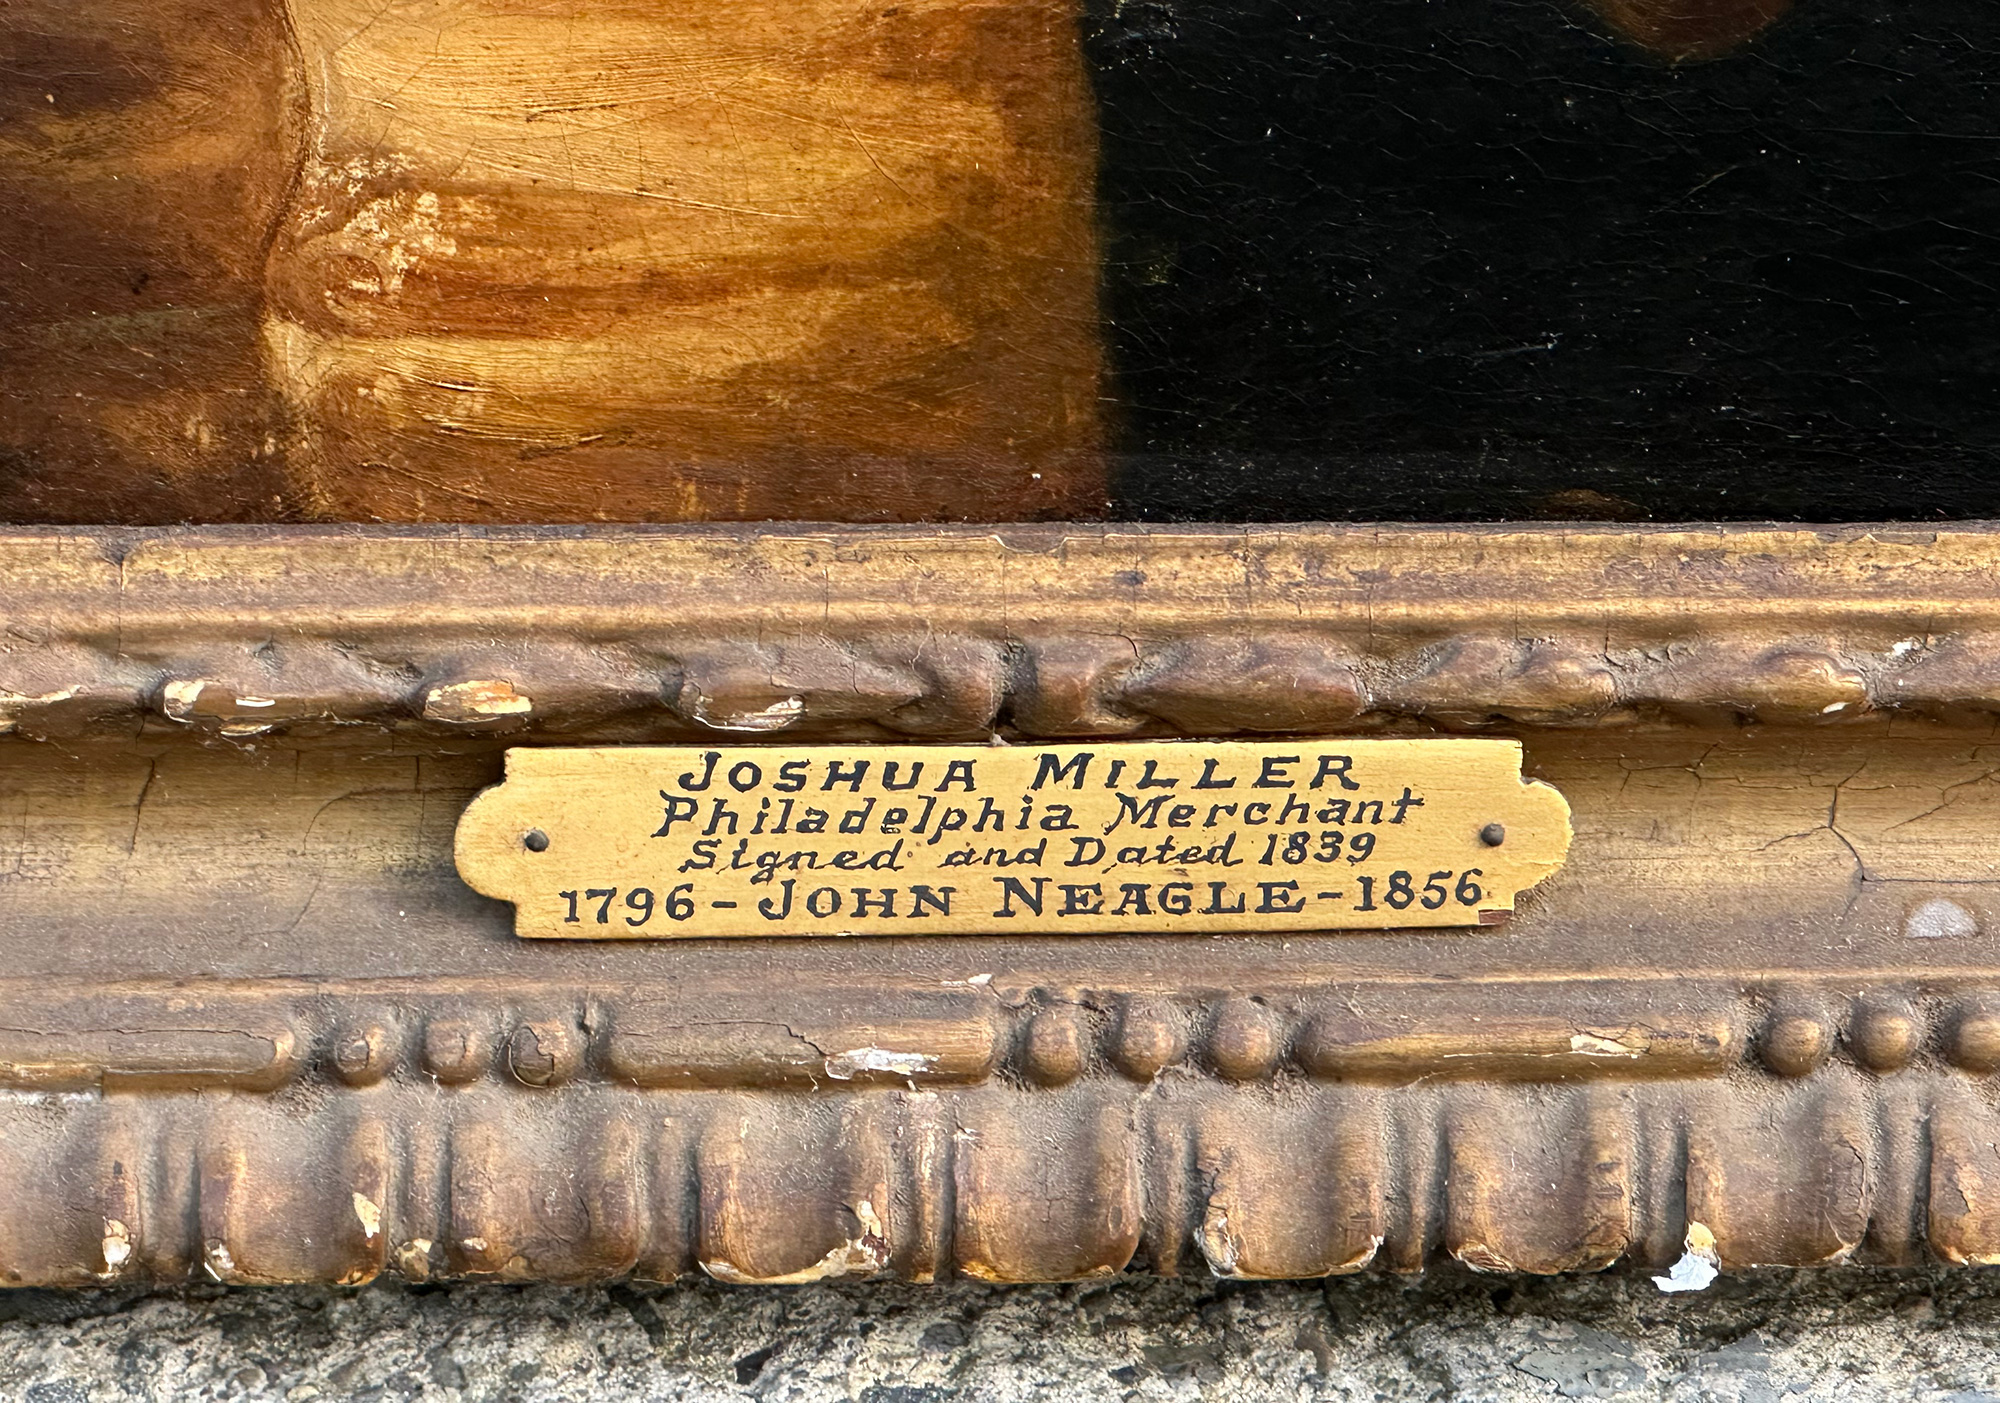 JOSHUA MILLER
Philadelphia Merchant
Signed and Dated 1839
1796-JOHN NEAGLE-1856